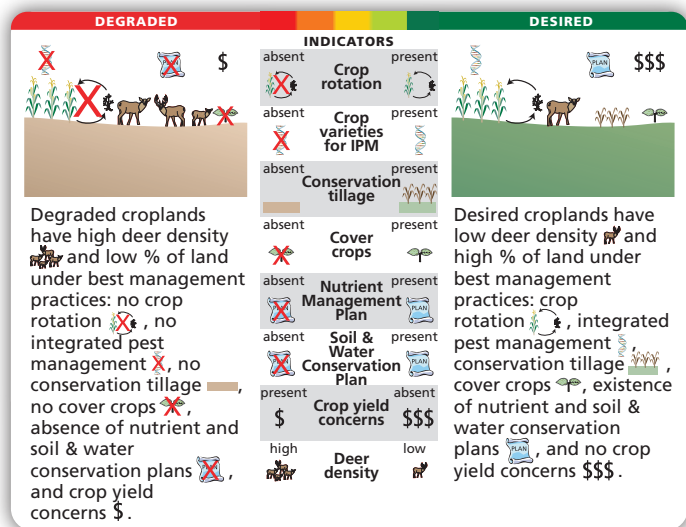 DEGRADED
DESIRED
PLAN
$
PLAN
$$$
INDICATORS
absent
Crop
rotation
present
absent
Crop
varieties
for IPM
present
absent
Conservation
tillage
present
absent
Cover
crops
present
absent
Nutrient
Management
Plan
present
PLAN
PLAN
absent
Soil &
Water
Conservation
Plan
present
PLAN
PLAN
present
Crop yield
concerns
absent
$
$$$
high
Deer
density
low
Degraded croplands
have high deer density
and low % of land
under best management
practices: no crop
rotation , no
integrated pest
management , no
conservation tillage ,
no cover crops ,
absence of nutrient and
soil & water
conservation plans PLAN ,
and crop yield
concerns $ .
Desired croplands have
low deer density and
high % of land under
best management
practices: crop
rotation , integrated
pest management ,
conservation tillage ,
cover crops , existence
of nutrient and soil &
water conservation
plans PLAN , and no crop
yield concerns $$$ .